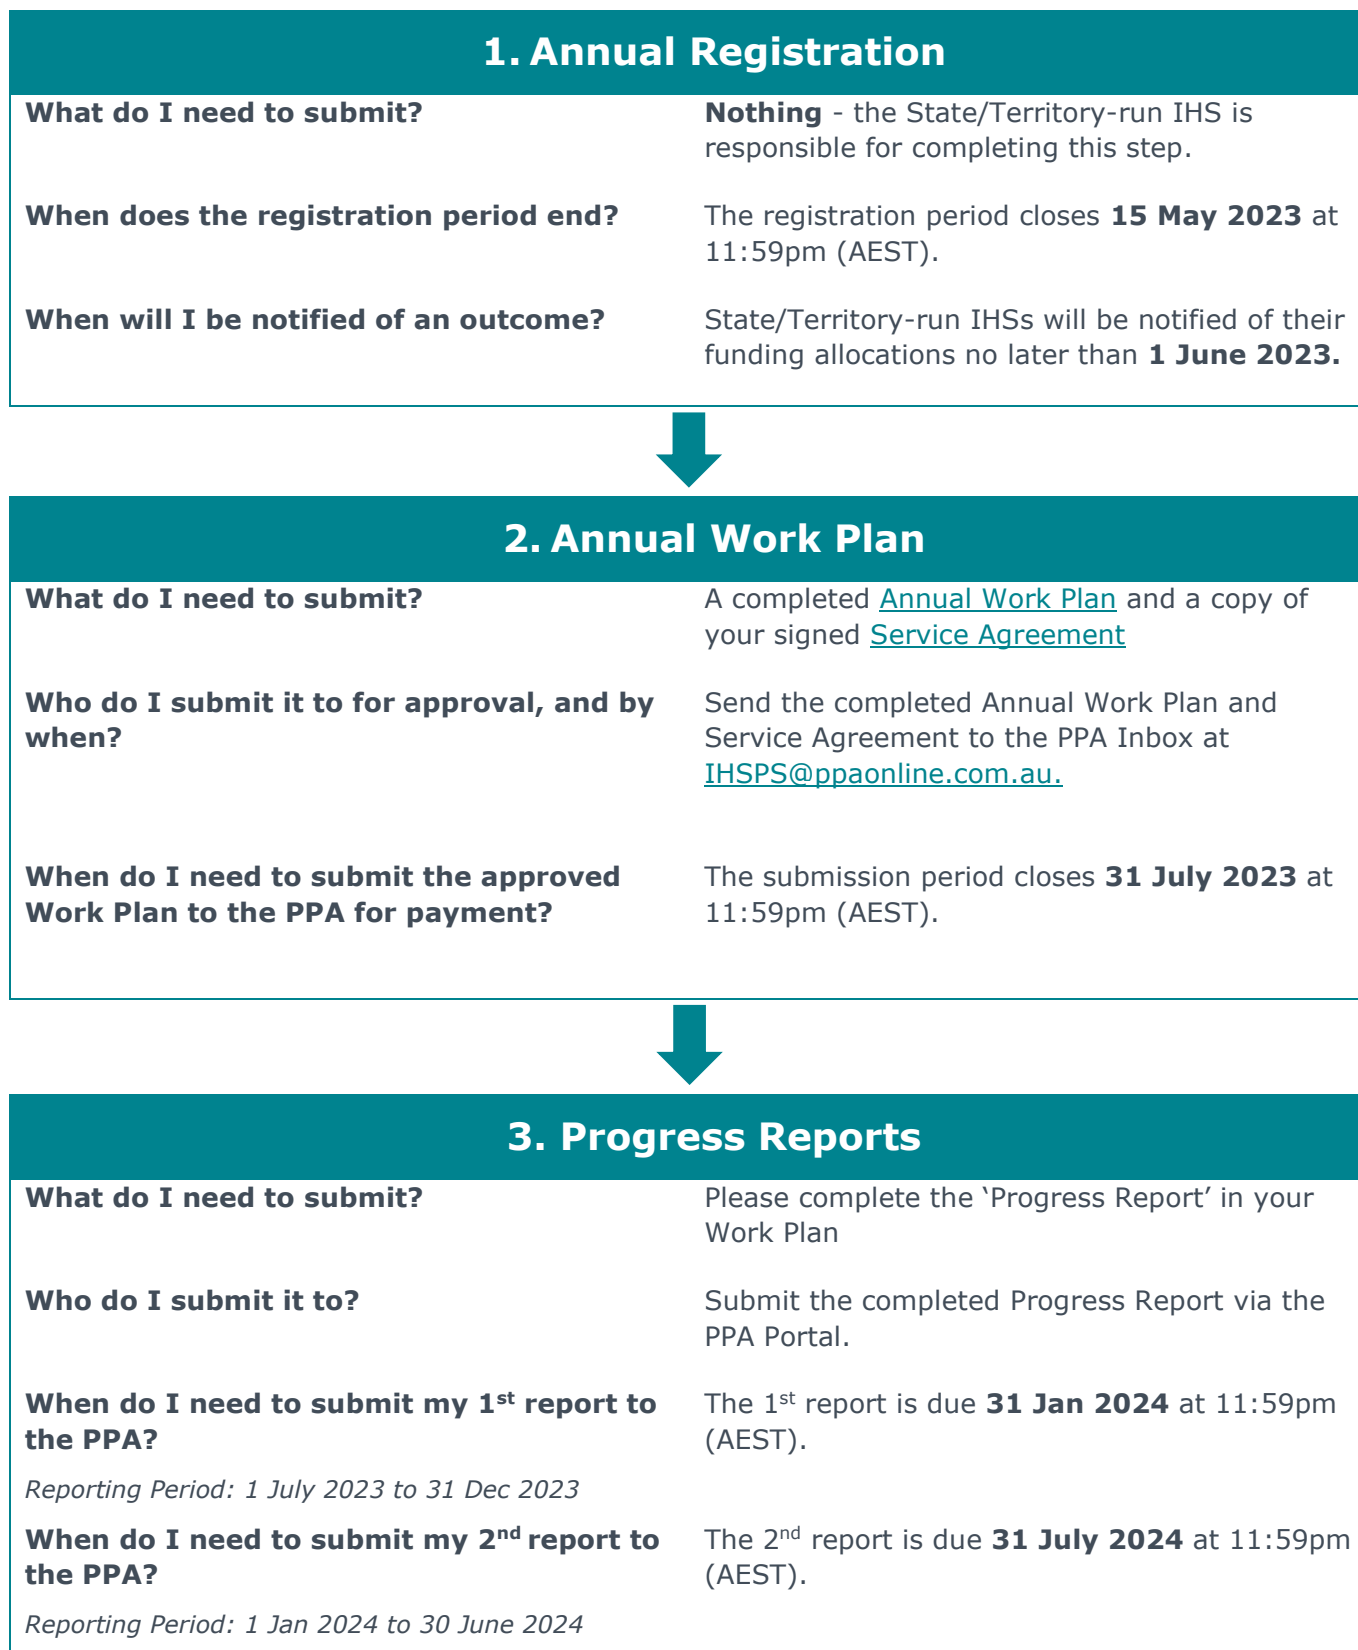 1. Annual Registration
What do I need to submit?
Nothing - the State/Territory-run IHS is
responsible for completing this step.
When does the registration period end?
The registration period closes 15 May 2023 at
11:59pm (AEST).
When will I be notified of an outcome?
State/Territory-run IHSs will be notified of their
funding allocations no later than 1 June 2023.
2. Annual Work Plan
What do I need to submit?
A completed Annual Work Plan and a copy of
your signed Service Agreement
Who do I submit it to for approval, and by
when?
Send the completed Annual Work Plan and
Service Agreement to the PPA Inbox at
IHSPS@ppaonline.com.au.
When do I need to submit the approved
Work Plan to the PPA for payment?
The submission period closes 31 July 2023 at
11:59pm (AEST).
3. Progress Reports
What do I need to submit?
Please complete the ‘Progress Report’ in your
Work Plan
Who do I submit it to?
Submit the completed Progress Report via the
PPA Portal.
When do I need to submit my 1st report to
the PPA?
Reporting Period: 1 July 2023 to 31 Dec 2023
The 1st report is due 31 Jan 2024 at 11:59pm
(AEST).
When do I need to submit my 2nd report to
the PPA?
Reporting Period: 1 Jan 2024 to 30 June 2024
The 2nd report is due 31 July 2024 at 11:59pm
(AEST).